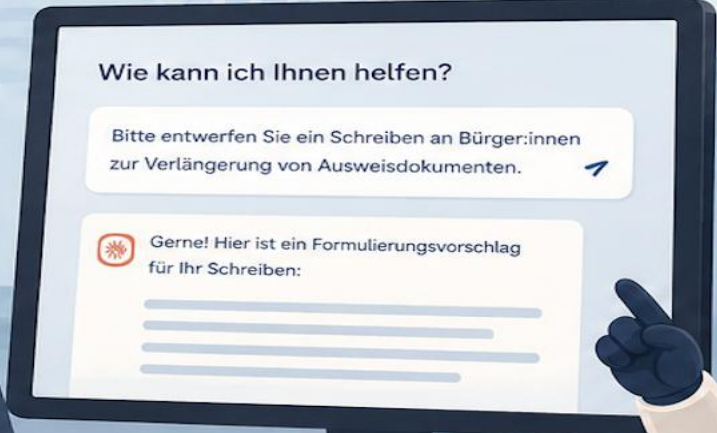 Wie kann ich Ihnen helfen?
Bitte entwerfen Sie ein Schreiben an Bürger:innen
zur Verlängerung von Ausweisdokumenten.
Gerne! Hier ist ein Formulierungsvorschlag
für Ihr Schreiben: